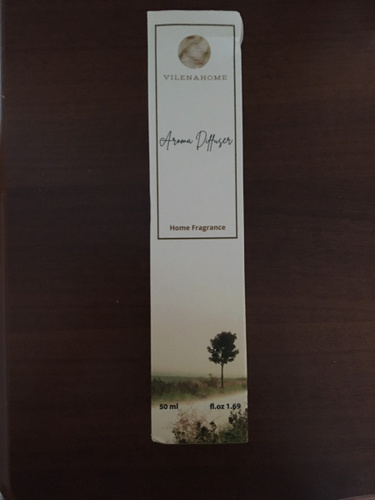 VILENAHOME
Aroma Diffuser
Home Fragrance
50 ml fl.oz 1.69